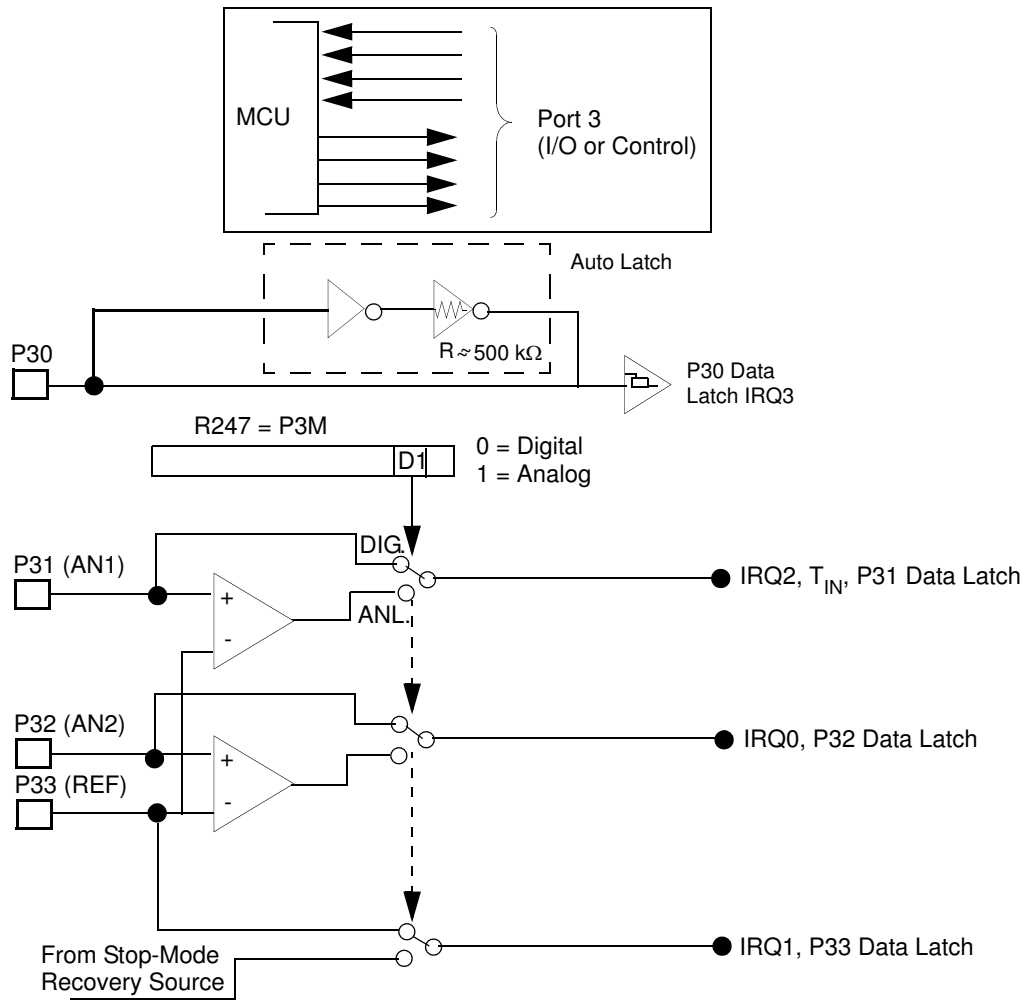 MCU
Port 3
(I/O or Control)
Auto Latch
P30
R ≈ 500 kΩ
P30 Data
Latch IRQ3
R247 = P3M
D1
0 = Digital
1 = Analog
DIG.
P31 (AN1)
IRQ2, TIN, P31 Data Latch
+
ANL.
-
P32 (AN2)
IRQ0, P32 Data Latch
+
P33 (REF)
-
From Stop-Mode
Recovery Source
IRQ1, P33 Data Latch